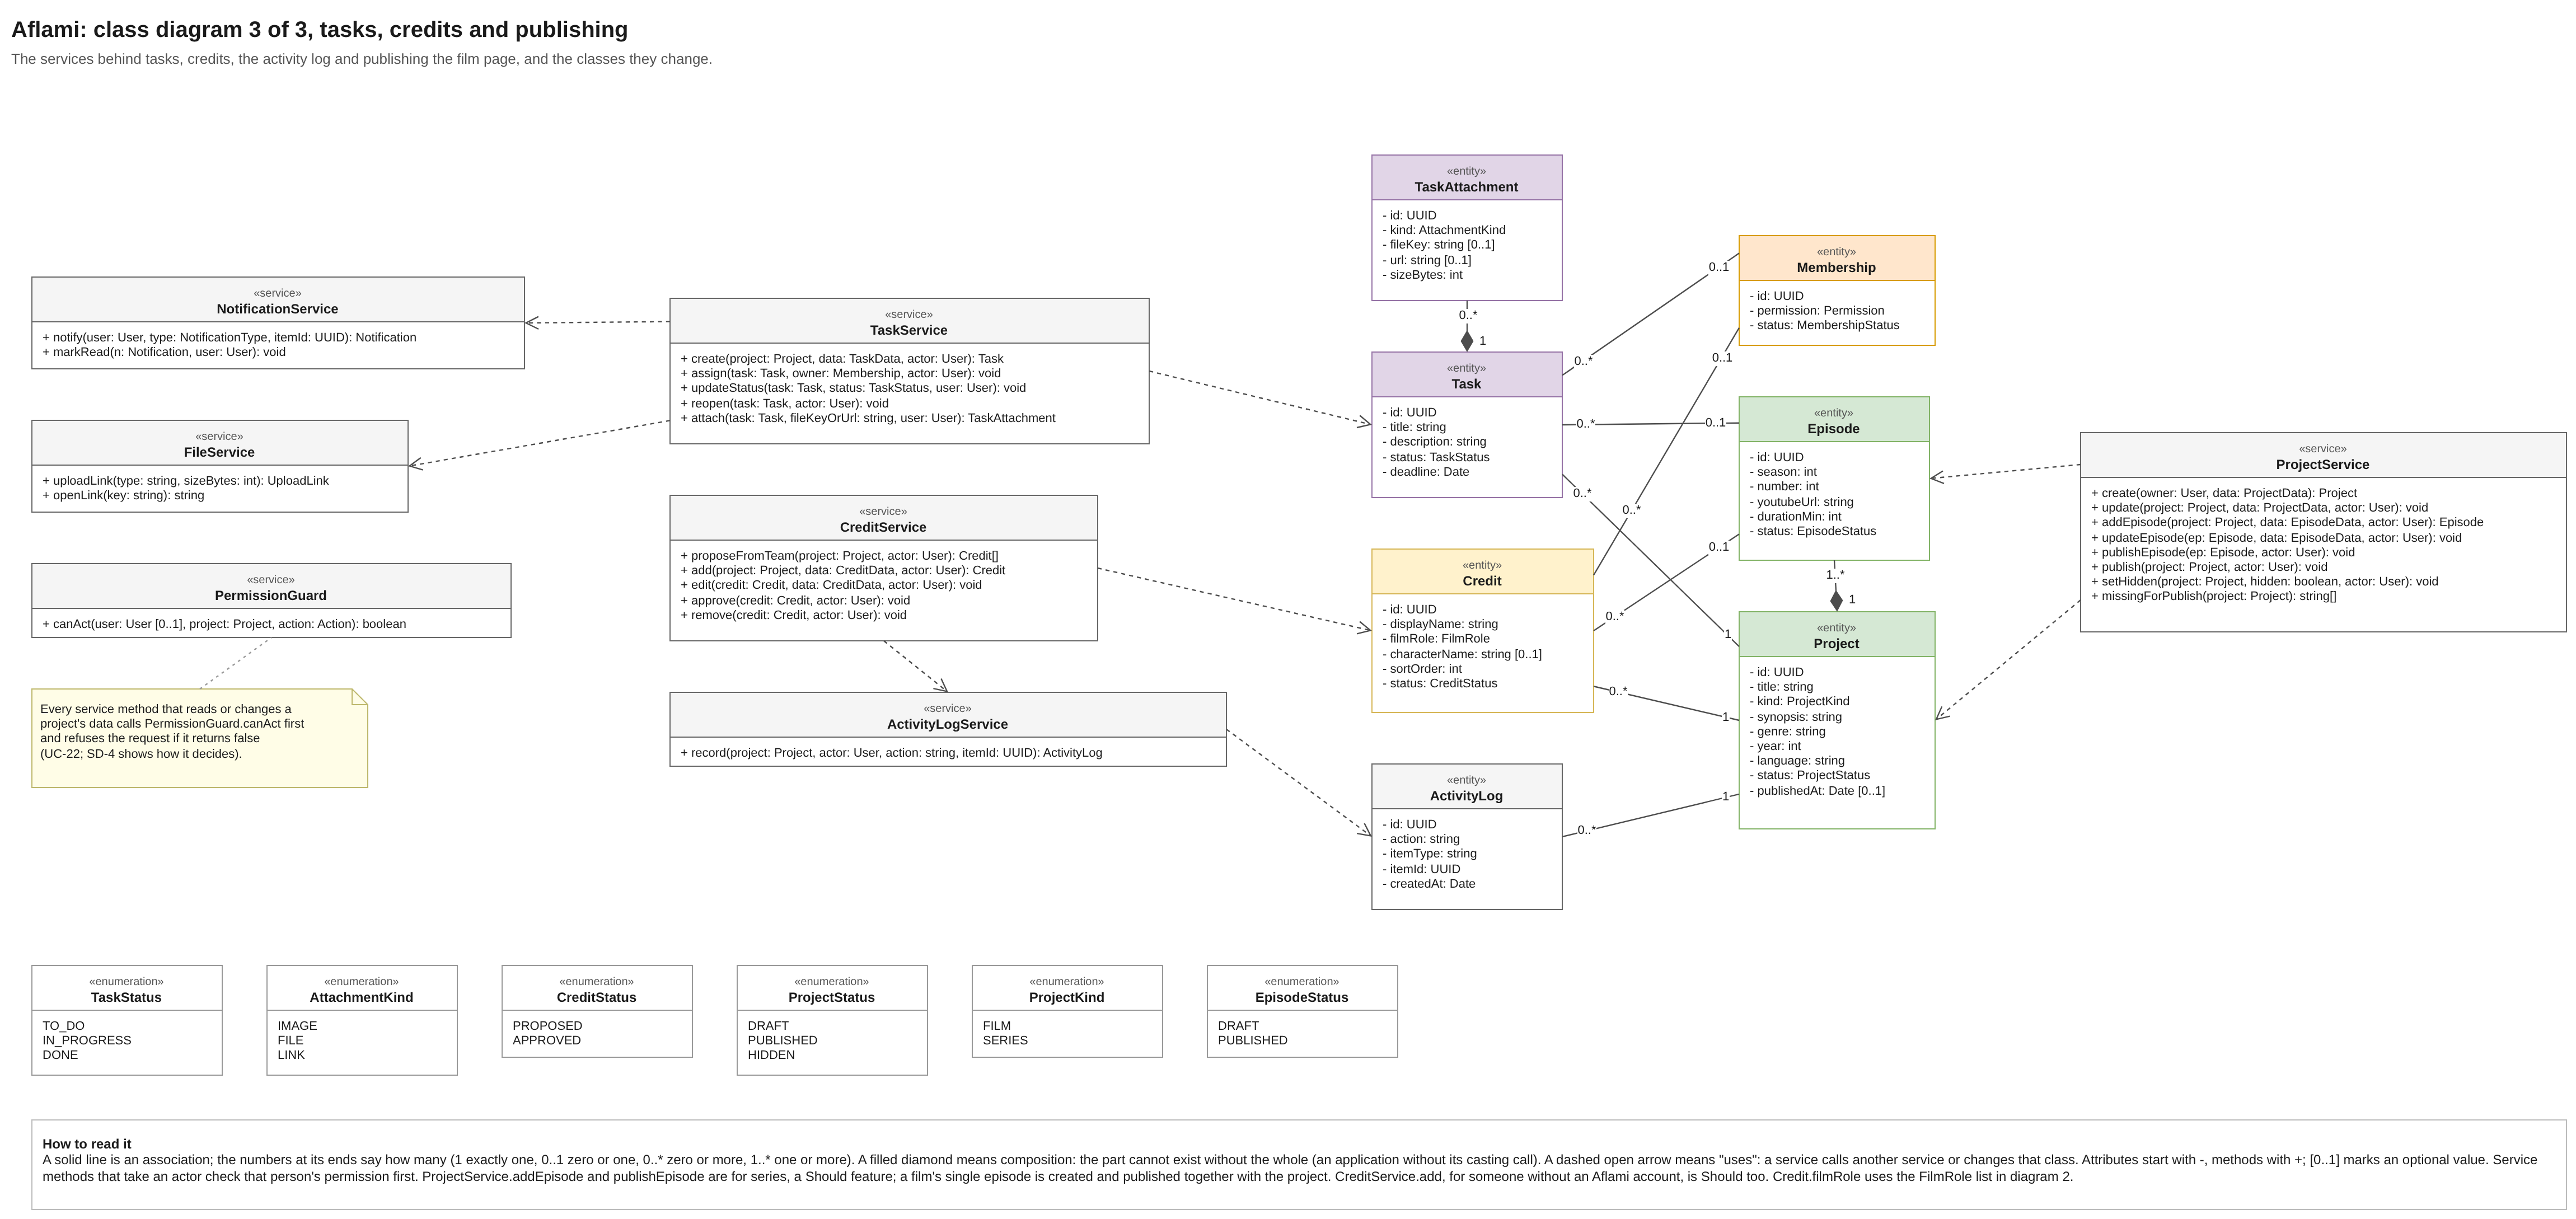 Aflami: class diagram 3 of 3, tasks, credits and publishing
The services behind tasks, credits, the activity log and publishing the film page, and the classes they change.
«entity»
TaskAttachment
- id: UUID
- kind: AttachmentKind
- fileKey: string [0..1]
- url: string [0..1]
- sizeBytes: int
0..*
1
«entity»
Membership
- id: UUID
- permission: Permission
- status: MembershipStatus
0..1
0..*
0..1
0..*
«service»
NotificationService
+ notify(user: User, type: NotificationType, itemId: UUID): Notification
+ markRead(n: Notification, user: User): void
«service»
TaskService
+ create(project: Project, data: TaskData, actor: User): Task
+ assign(task: Task, owner: Membership, actor: User): void
+ updateStatus(task: Task, status: TaskStatus, user: User): void
+ reopen(task: Task, actor: User): void
+ attach(task: Task, fileKeyOrUrl: string, user: User): TaskAttachment
«entity»
Task
- id: UUID
- title: string
- description: string
- status: TaskStatus
- deadline: Date
0..*
0..1
0..*
1
«entity»
Episode
- id: UUID
- season: int
- number: int
- youtubeUrl: string
- durationMin: int
- status: EpisodeStatus
0..1
0..*
1..*
1
«service»
FileService
+ uploadLink(type: string, sizeBytes: int): UploadLink
+ openLink(key: string): string
«service»
ProjectService
+ create(owner: User, data: ProjectData): Project
+ update(project: Project, data: ProjectData, actor: User): void
+ addEpisode(project: Project, data: EpisodeData, actor: User): Episode
+ updateEpisode(ep: Episode, data: EpisodeData, actor: User): void
+ publishEpisode(ep: Episode, actor: User): void
+ publish(project: Project, actor: User): void
+ setHidden(project: Project, hidden: boolean, actor: User): void
+ missingForPublish(project: Project): string[]
«service»
CreditService
+ proposeFromTeam(project: Project, actor: User): Credit[]
+ add(project: Project, data: CreditData, actor: User): Credit
+ edit(credit: Credit, data: CreditData, actor: User): void
+ approve(credit: Credit, actor: User): void
+ remove(credit: Credit, actor: User): void
«entity»
Credit
- id: UUID
- displayName: string
- filmRole: FilmRole
- characterName: string [0..1]
- sortOrder: int
- status: CreditStatus
0..*
1
«service»
PermissionGuard
+ canAct(user: User [0..1], project: Project, action: Action): boolean
Every service method that reads or changes a
project's data calls PermissionGuard.canAct first
and refuses the request if it returns false
(UC-22; SD-4 shows how it decides).
«entity»
Project
- id: UUID
- title: string
- kind: ProjectKind
- synopsis: string
- genre: string
- year: int
- language: string
- status: ProjectStatus
- publishedAt: Date [0..1]
«service»
ActivityLogService
+ record(project: Project, actor: User, action: string, itemId: UUID): ActivityLog
«entity»
ActivityLog
- id: UUID
- action: string
- itemType: string
- itemId: UUID
- createdAt: Date
0..*
1
«enumeration»
TaskStatus
TO_DO
IN_PROGRESS
DONE
«enumeration»
AttachmentKind
IMAGE
FILE
LINK
«enumeration»
CreditStatus
PROPOSED
APPROVED
«enumeration»
ProjectStatus
DRAFT
PUBLISHED
HIDDEN
«enumeration»
ProjectKind
FILM
SERIES
«enumeration»
EpisodeStatus
DRAFT
PUBLISHED
How to read it
A solid line is an association; the numbers at its ends say how many (1 exactly one, 0..1 zero or one, 0..* zero or more, 1..* one or more). A filled diamond means composition: the part cannot exist without the whole (an application without its casting call). A dashed open arrow means "uses": a service calls another service or changes that class. Attributes start with -, methods with +; [0..1] marks an optional value. Service
methods that take an actor check that person's permission first. ProjectService.addEpisode and publishEpisode are for series, a Should feature; a film's single episode is created and published together with the project. CreditService.add, for someone without an Aflami account, is Should too. Credit.filmRole uses the FilmRole list in diagram 2.